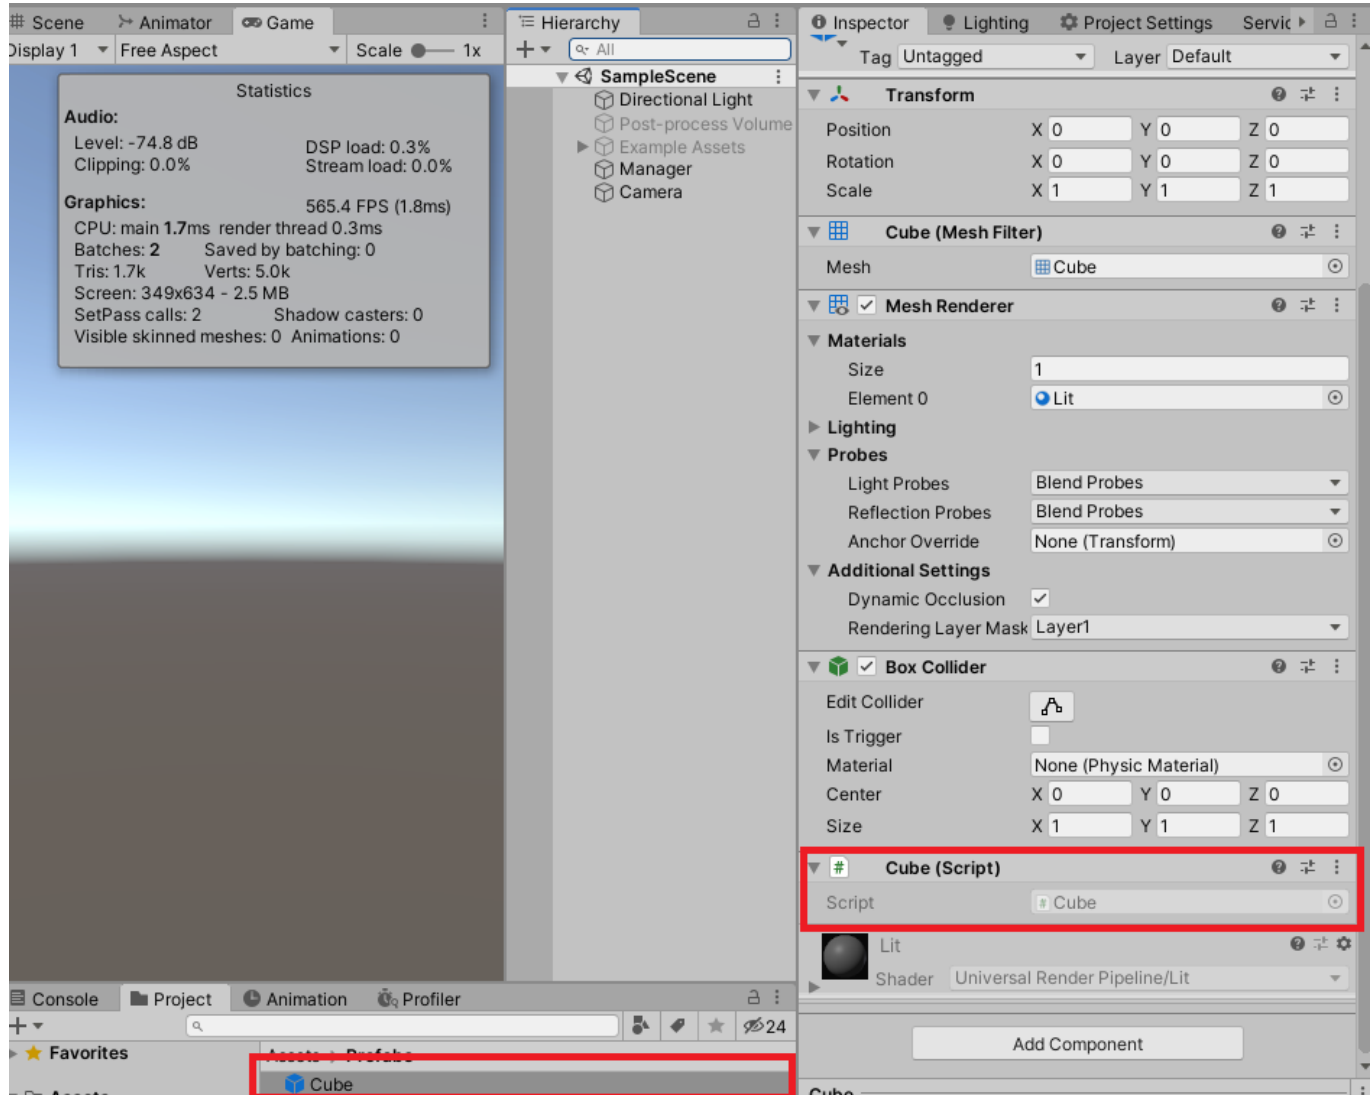 Scene Animator Game
Display 1 Free Aspect Scale 1x
Statistics
Audio:
Level: -74.8 dB DSP load: 0.3%
Clipping: 0.0% Stream load: 0.0%
Graphics: 565.4 FPS (1.8ms)
CPU: main 1.7ms render thread 0.3ms
Batches: 2 Saved by batching: 0
Tris: 1.7k Verts: 5.0k
Screen: 349x634 - 2.5 MB
SetPass calls: 2 Shadow casters: 0
Visible skinned meshes: 0 Animations: 0
Hierarchy
All
SampleScene
Directional Light
Post-process Volume
Example Assets
Manager
Camera
Inspector Lighting Project Settings Servic
Tag Untagged Layer Default
Transform
Position X 0 Y 0 Z 0
Rotation X 0 Y 0 Z 0
Scale X 1 Y 1 Z 1
Cube (Mesh Filter)
Mesh Cube
Mesh Renderer
Materials
Size 1
Element 0 Lit
Lighting
Probes
Light Probes Blend Probes
Reflection Probes Blend Probes
Anchor Override None (Transform)
Additional Settings
Dynamic Occlusion
Rendering Layer Mask Layer1
Box Collider
Edit Collider
Is Trigger
Material None (Physic Material)
Center X 0 Y 0 Z 0
Size X 1 Y 1 Z 1
# Cube (Script)
Script # Cube
Lit
Shader Universal Render Pipeline/Lit
Add Component
Cube
Console Project Animation Profiler
24
Favorites
Assets
Assets > Prefabs
Cube